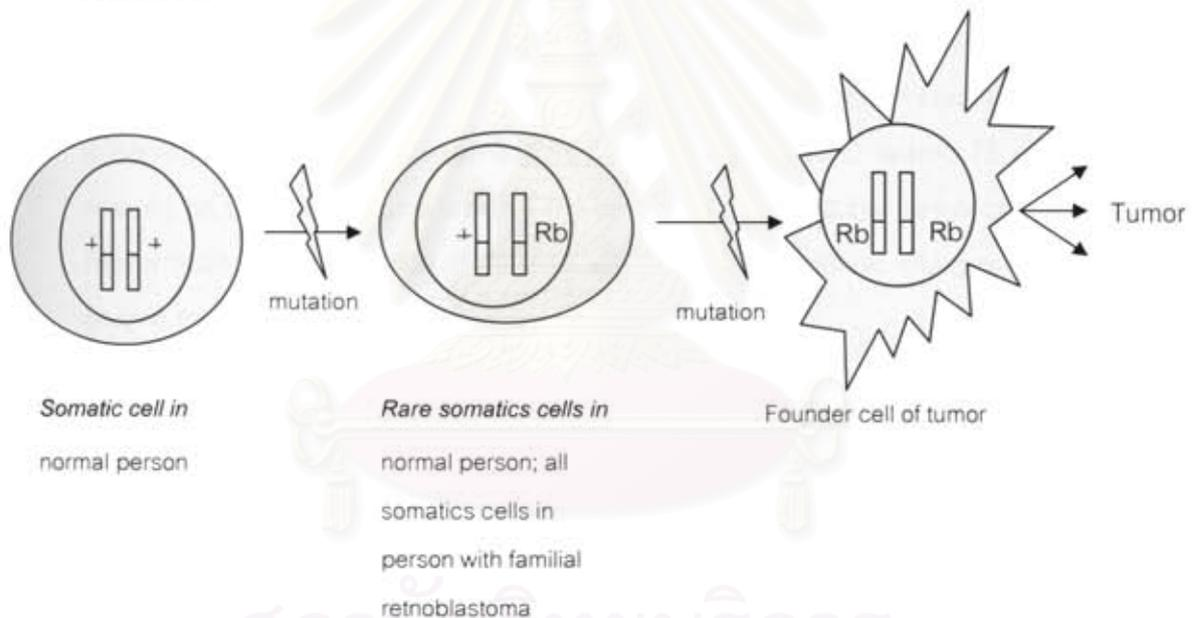 + +
mutation
+ Rb
mutation
Rb Rb
Tumor
Somatic cell in
normal person
Rare somatics cells in
normal person; all
somatics cells in
person with familial
retnoblastoma
Founder cell of tumor